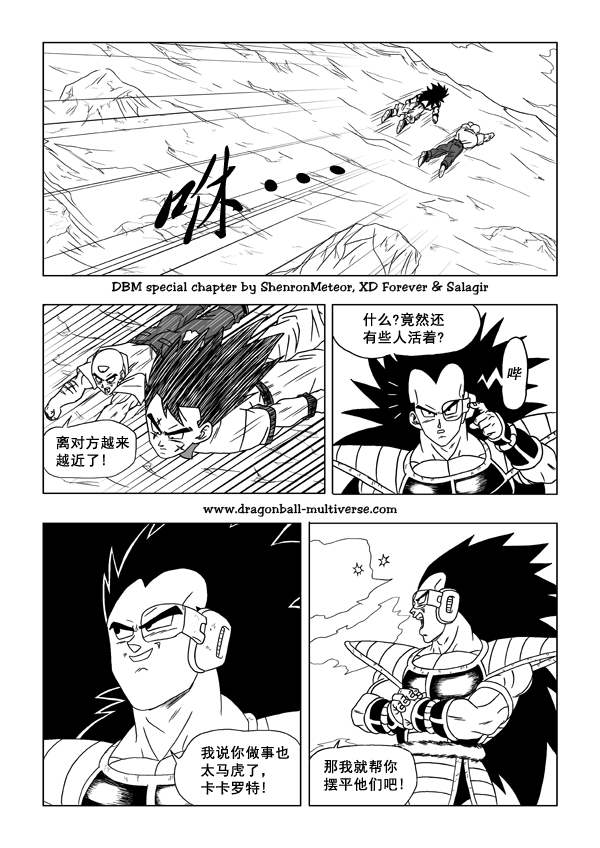 咻•••
DBM special chapter by ShenronMeteor, XD Forever & Salagir
离对方越来
越近了!
什么?竟然还
有些人活着?
哔
www.dragonball-multiverse.com
我说你做事也
太马虎了,
卡卡罗特!
那我就帮你
摆平他们吧!